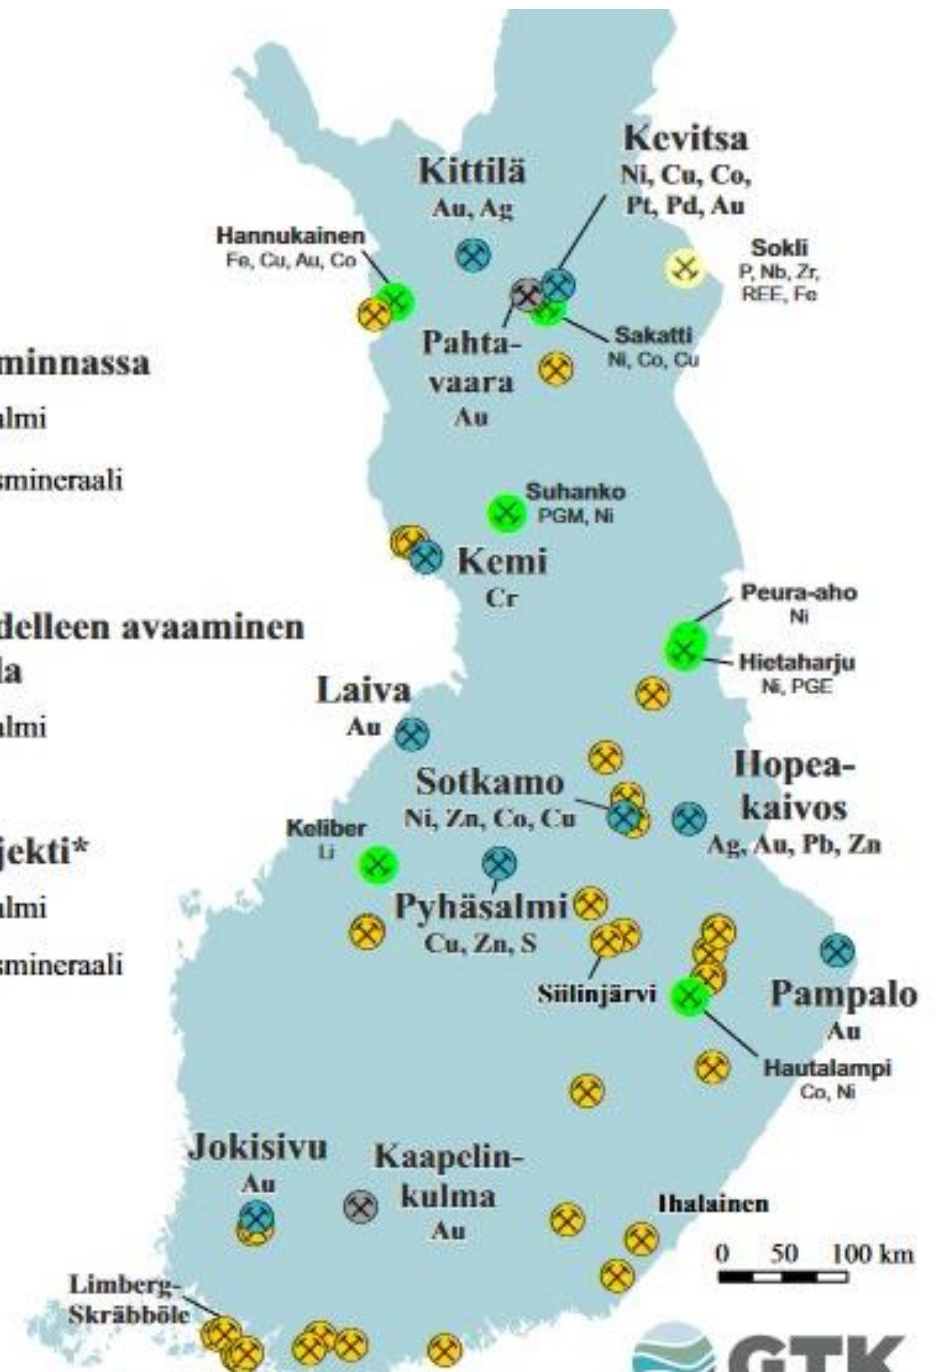 Kevitsa
Ni, Cu, Co,
Pt, Pd, Au
Kittilä
Au, Ag
Hannukainen
Fe, Cu, Au, Co
Sokli
P, Nb, Zr,
REE, Fe
Sakatti
Ni, Co, Cu
Pahta-
vaara
Au
minnassa
almi
smineraali
Suhanko
PGM, Ni
Kemi
Cr
Peura-aho
Ni
Hietaharju
Ni, PGE
delleen avaaminen
la
almi
Laiva
Au
Sotkamo
Ni, Zn, Co, Cu
Hopea-
kaivos
Ag, Au, Pb, Zn
Keliber
Li
jekti*
almi
smineraali
Pyhäsalmi
Cu, Zn, S
Siilinjärvi
Pampalo
Au
Hautalampi
Co, Ni
Jokisivu
Au
Kaapelin-
kulma
Au
Ihalainen
0 50 100 km
Limberg-
Skräbböle
GTK